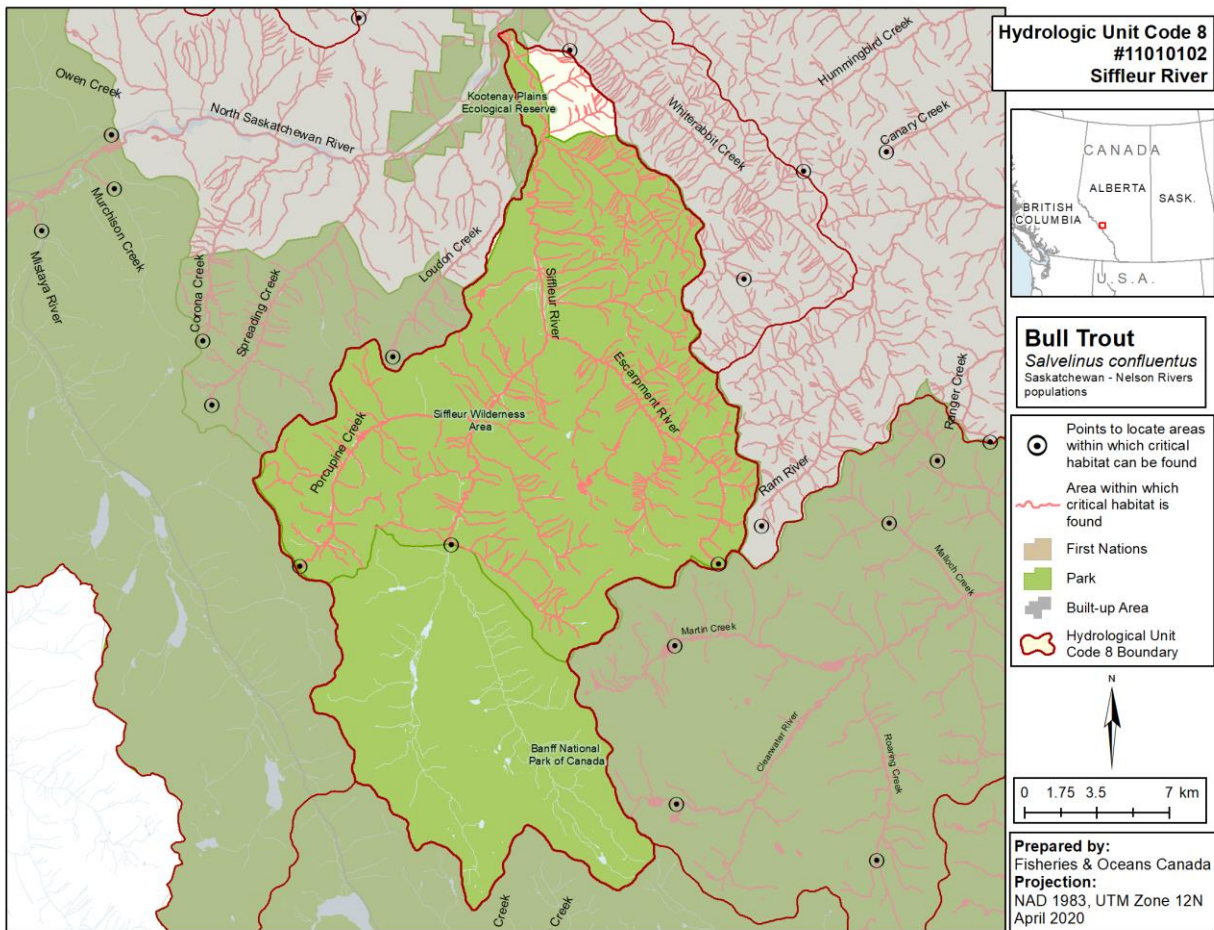 Hydrologic Unit Code 8
#11010102
Siffleur River
Owen Creek
North Saskatchewan River
Kootenay Plains
Ecological Reserve
Hummingbird Creek
Whiterabbit Creek
Canary Creek
Murchison Creek
Mistaya River
Corona Creek
Spreading Creek
Loudon Creek
Siffleur River
Escarpment River
Siffleur Wilderness
Area
Porcupine Creek
Ram River
Ranger Creek
Malloch Creek
Martin Creek
Clearwater River
Roaring Creek
Banff National
Park of Canada
Creek
Creek
CANADA
ALBERTA
SASK.
BRITISH
COLUMBIA
U.S.A.
Bull Trout
Salvelinus confluentus
Saskatchewan - Nelson Rivers
populations
Points to locate areas
within which critical
habitat can be found
Area within which
critical habitat is
found
First Nations
Park
Built-up Area
Hydrological Unit
Code 8 Boundary
N
0 1.75 3.5 7 km
Prepared by:
Fisheries & Oceans Canada
Projection:
NAD 1983, UTM Zone 12N
April 2020